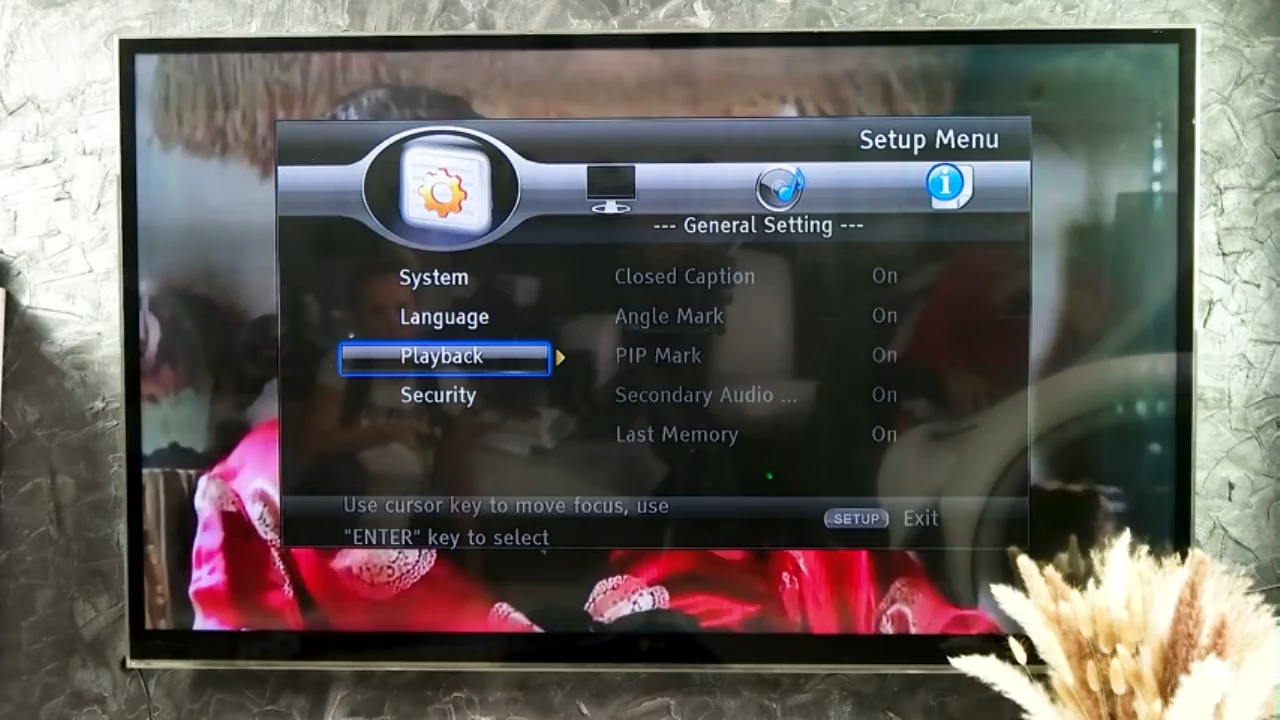 Setup Menu
--- General Setting ---
System
Language
Playback
Security
Closed Caption On
Angle Mark On
PIP Mark On
Secondary Audio ... On
Last Memory On
Use cursor key to move focus, use
"ENTER" key to select
SETUP Exit